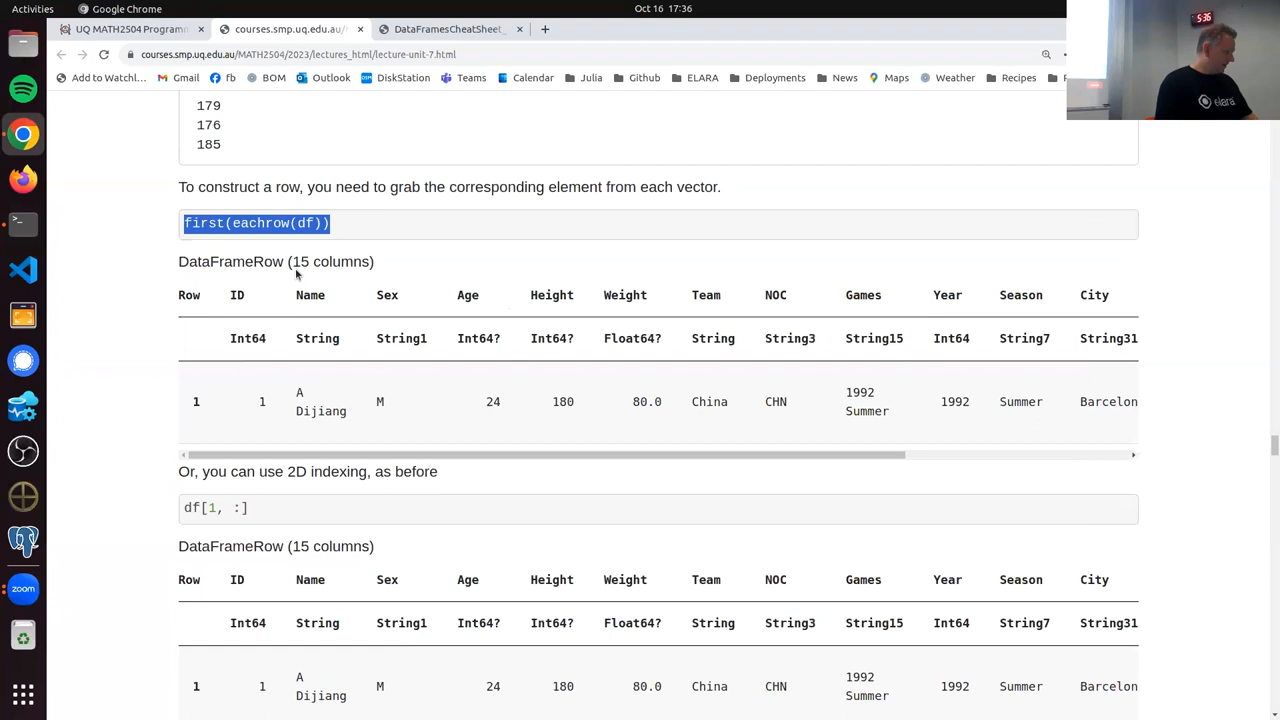 Activities
Google Chrome
Oct 16 17:36
5:36
UQ MATH2504 Programm
courses.smp.uq.edu.au/
DataFramesCheatSheet_
courses.smp.uq.edu.au/MATH2504/2023/lectures_html/lecture-unit-7.html
Add to Watchl... Gmail Fb BOM Outlook DiskStation Teams Calendar Julia Github ELARA Deployments News Maps Weather Recipes
elara
179
176
185
To construct a row, you need to grab the corresponding element from each vector.
first(eachrow(df))
DataFrameRow (15 columns)
Row ID Name Sex Age Height Weight Team NOC Games Year Season City
Int64 String String1 Int64? Int64? Float64? String String3 String15 Int64 String7 String31
1 1 A Dijiang M 24 180 80.0 China CHN 1992 Summer 1992 Summer Barcelon
Or, you can use 2D indexing, as before
df[1, :]
DataFrameRow (15 columns)
Row ID Name Sex Age Height Weight Team NOC Games Year Season City
Int64 String String1 Int64? Int64? Float64? String String3 String15 Int64 String7 String31
1 1 A Dijiang M 24 180 80.0 China CHN 1992 Summer 1992 Summer Barcelon
zoom